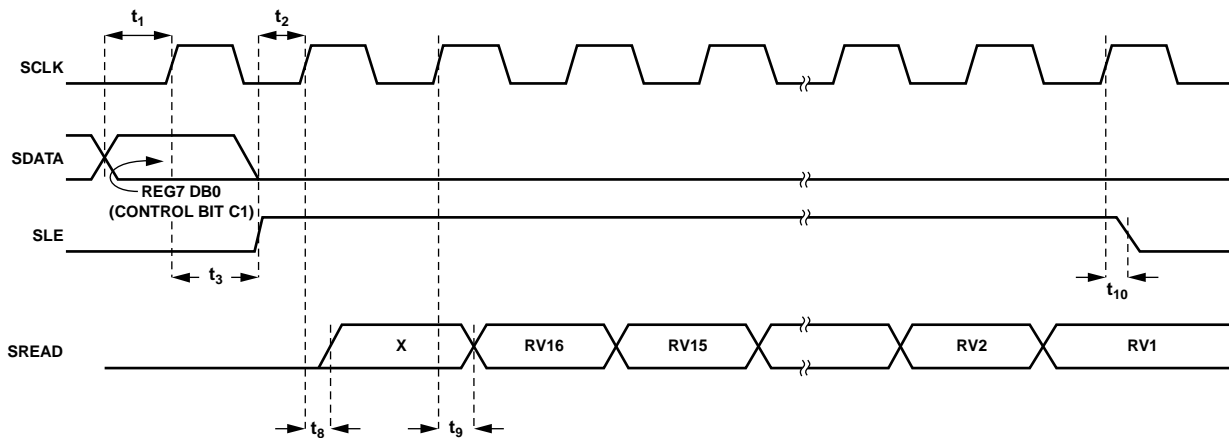 t1
t2
SCLK
SDATA
REG7 DB0
(CONTROL BIT C1)
SLE
t3
t10
SREAD
X
RV16
RV15
RV2
RV1
t8
t9